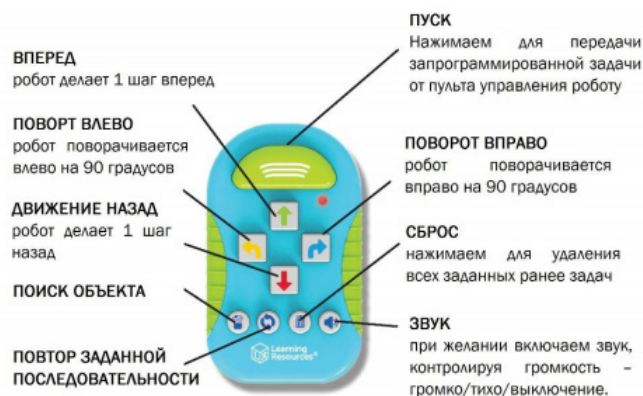 ВПЕРЕД
робот делает 1 шаг вперед
ПОВОРТ ВЛЕВО
робот поворачивается
влево на 90 градусов
ДВИЖЕНИЕ НАЗАД
робот делает 1 шаг
назад
ПОИСК ОБЪЕКТА
ПОВТОР ЗАДАННОЙ
ПОСЛЕДОВАТЕЛЬНОСТИ
ПУСК
Нажимаем для передачи
запрограммированной задачи
от пульта управления роботу
ПОВОРОТ ВПРАВО
робот поворачивается
вправо на 90 градусов
СБРОС
нажимаем для удаления
всех заданных ранее задач
ЗВУК
при желании включаем звук,
контролируя громкость –
громко/тихо/выключение.
Learning
Resources®